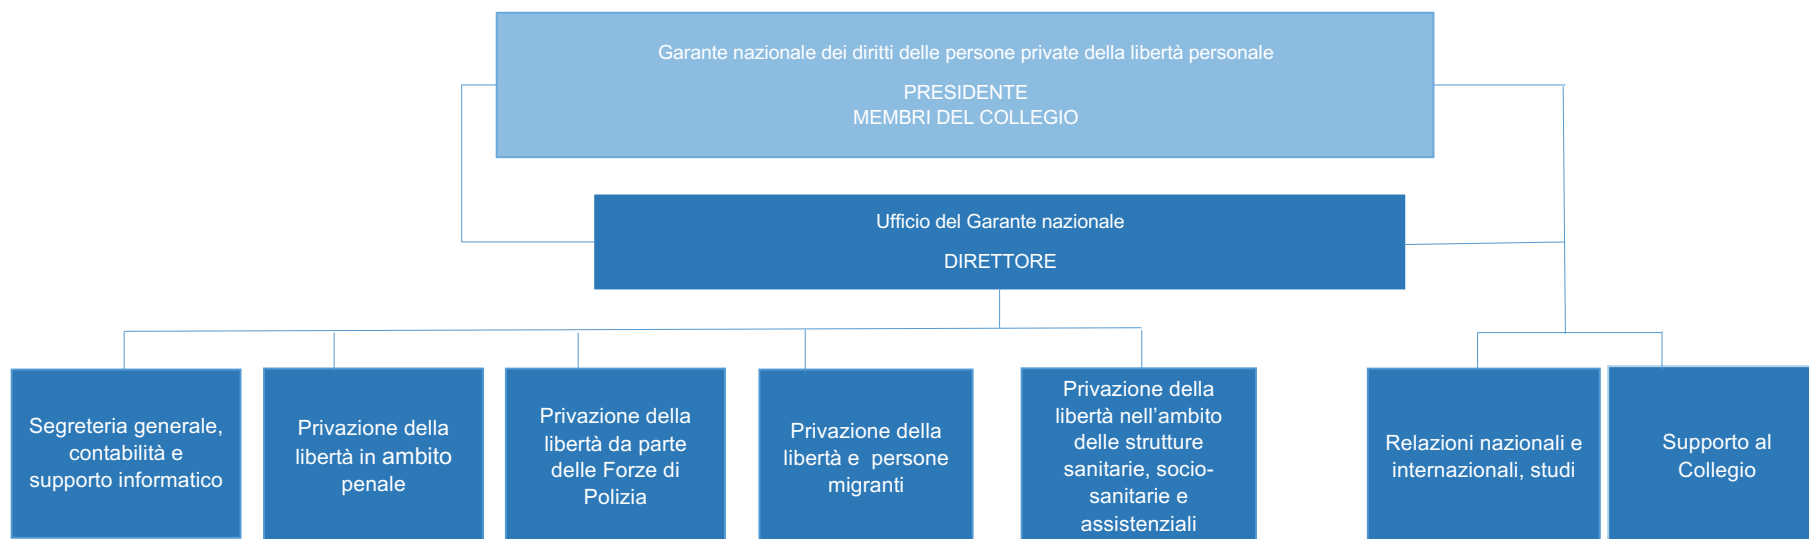 Garante nazionale dei diritti delle persone private della libertà personale
PRESIDENTE
MEMBRI DEL COLLEGIO
Ufficio del Garante nazionale
DIRETTORE
Segreteria generale,
contabilità e
supporto informatico
Privazione della
libertà in ambito
penale
Privazione della
libertà da parte
delle Forze di
Polizia
Privazione della
libertà e persone
migranti
Privazione della
libertà nell’ambito
delle strutture
sanitarie, socio-
sanitarie e
assistenziali
Relazioni nazionali e
internazionali, studi
Supporto al
Collegio